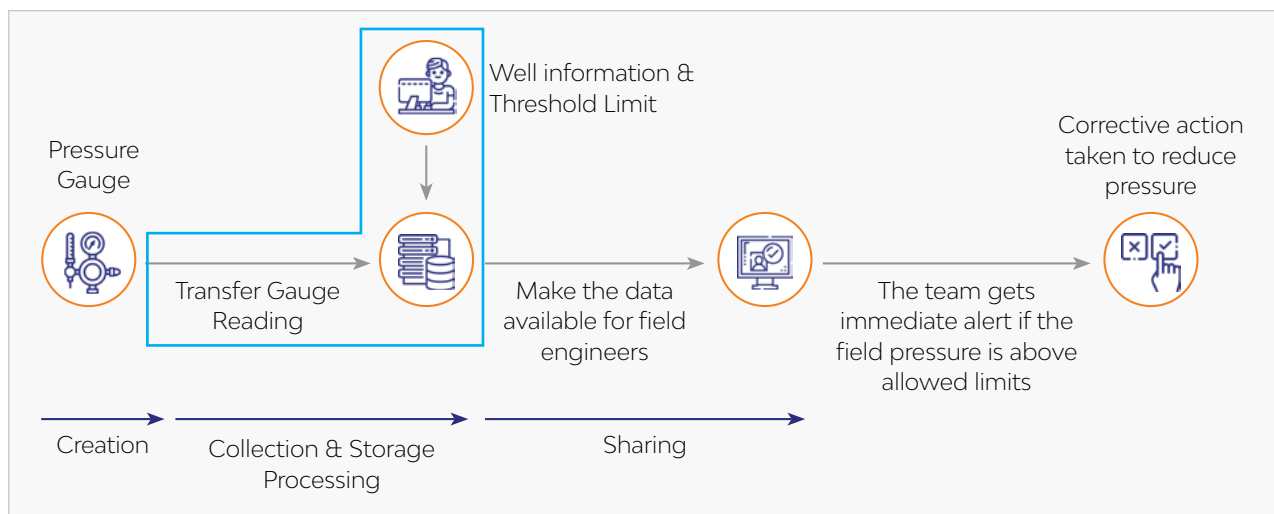 Well information &
Threshold Limit
Pressure
Gauge
Corrective action
taken to reduce
pressure
Transfer Gauge
Reading
Make the data
available for field
engineers
The team gets
immediate alert if the
field pressure is above
allowed limits
Creation
Collection & Storage
Processing
Sharing